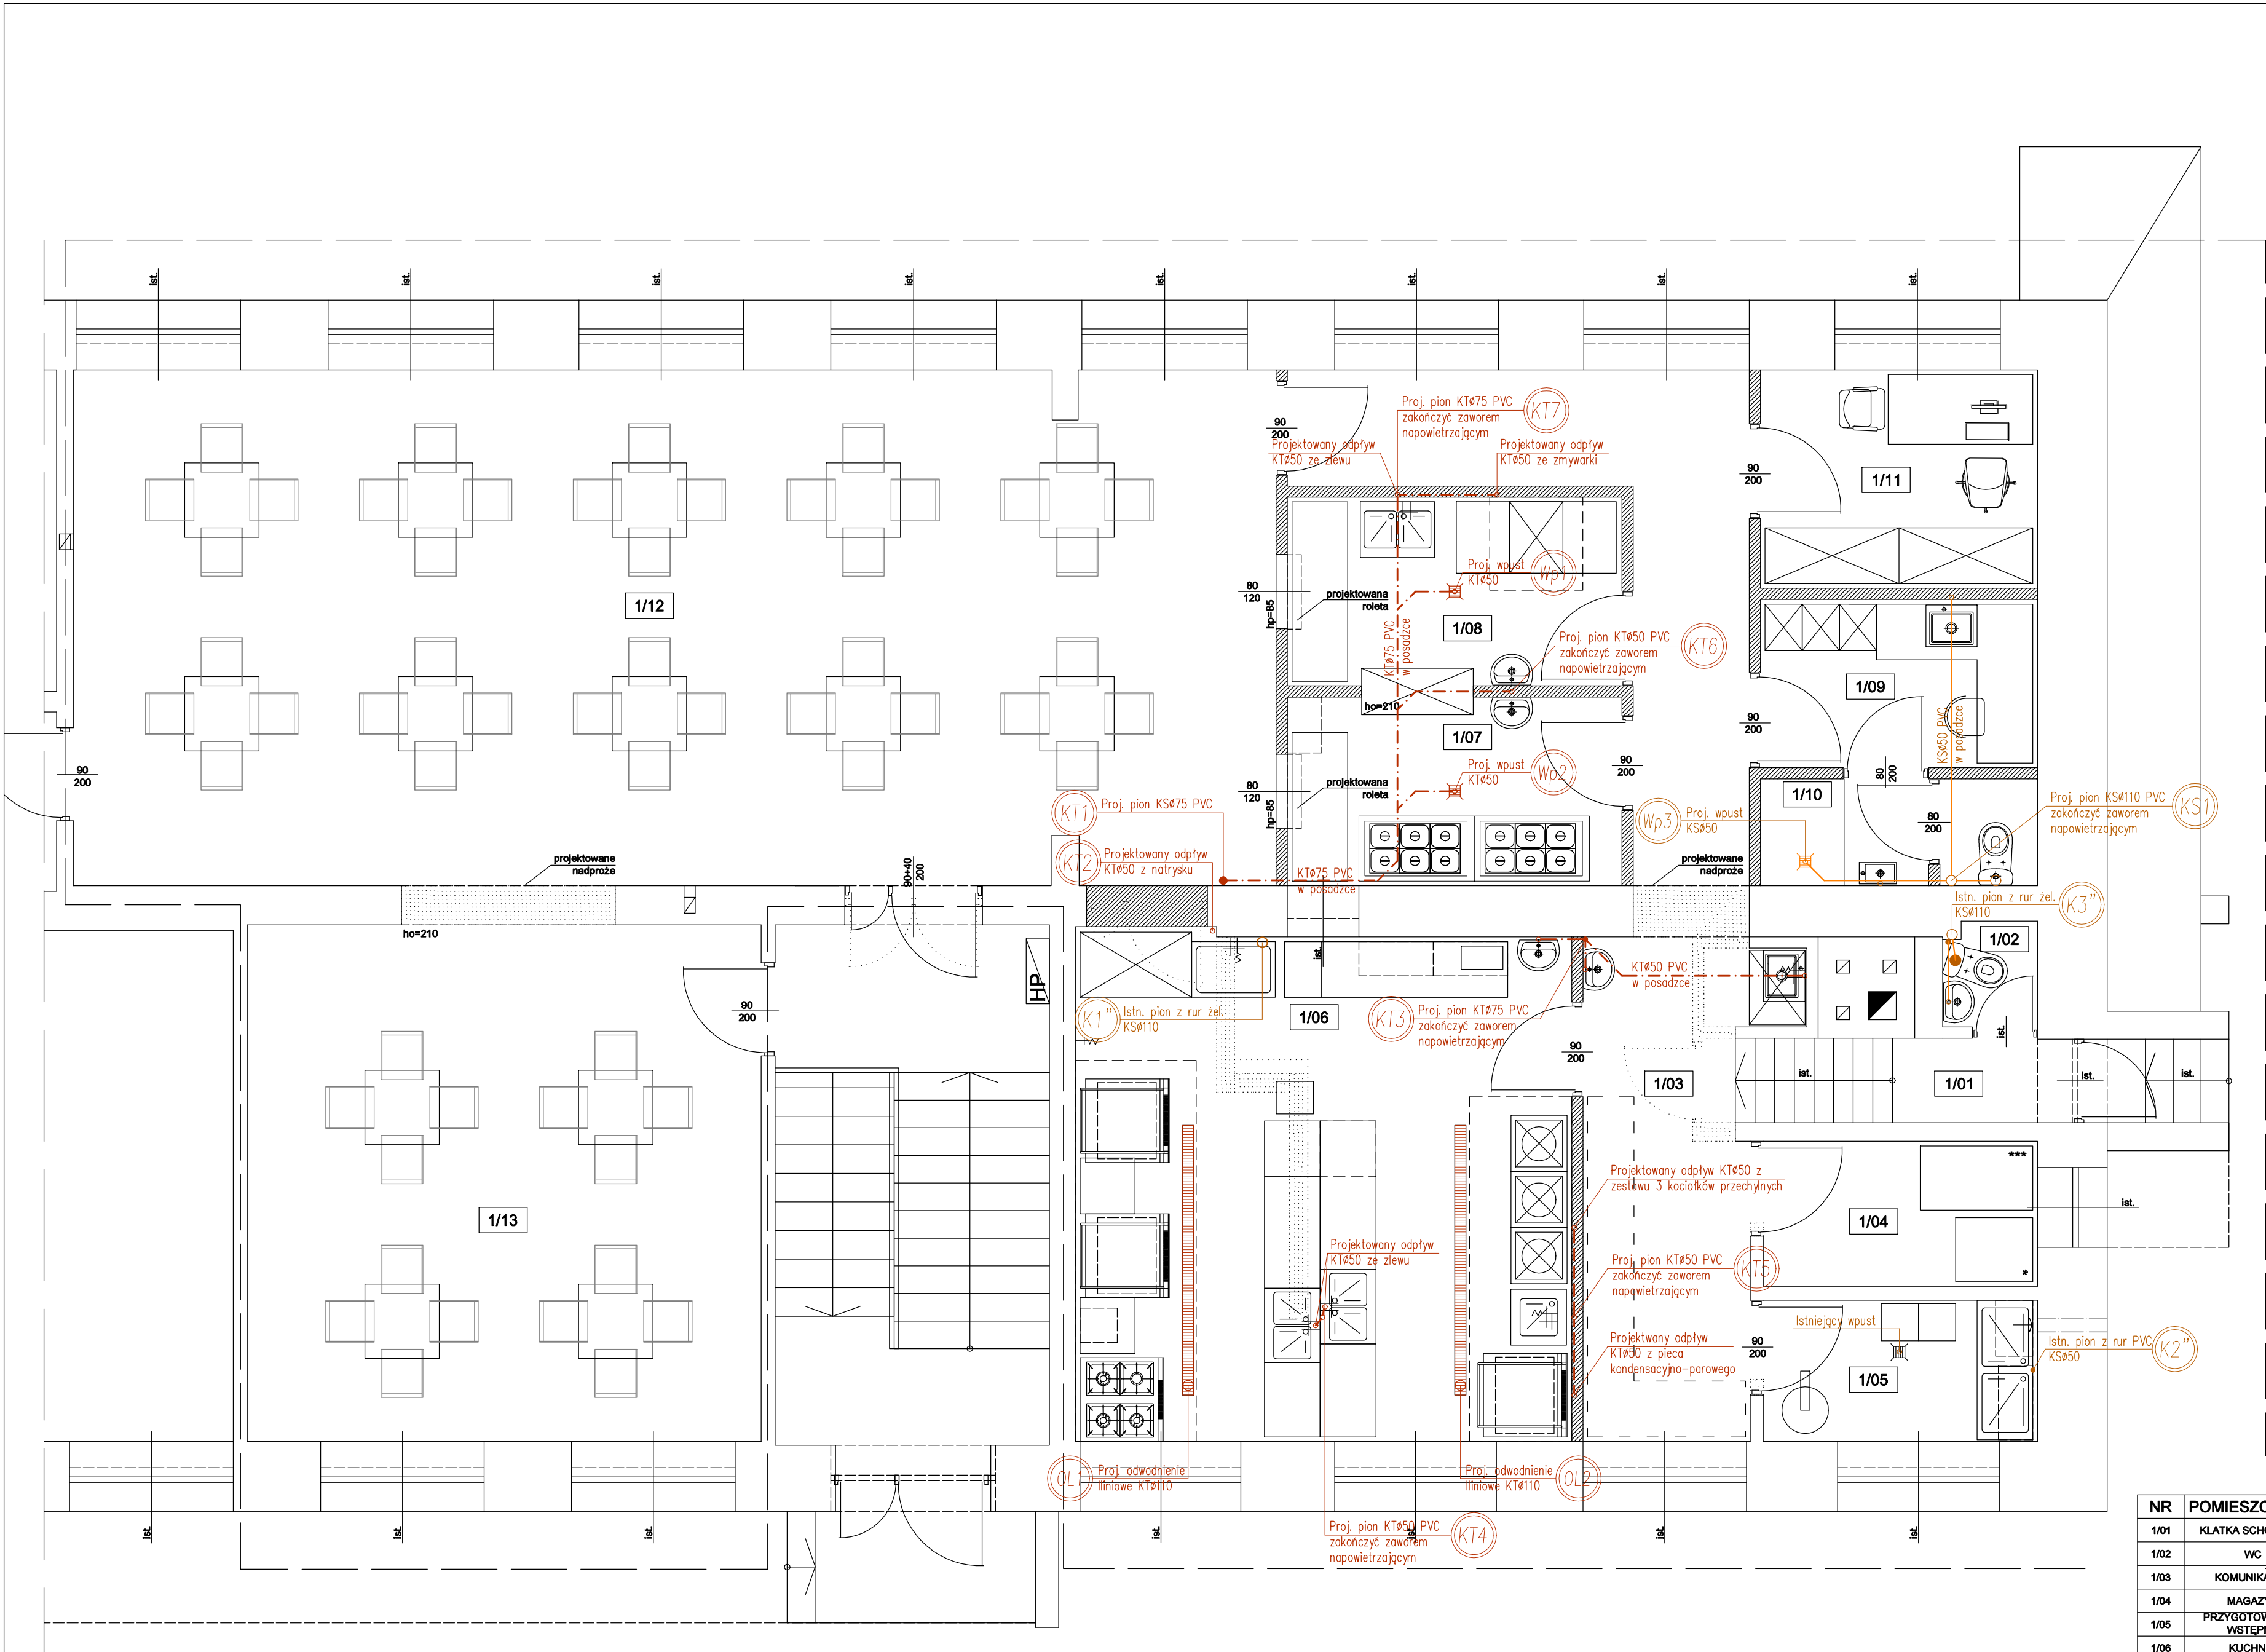 ist.
ist.
ist.
ist.
ist.
ist.
ist.
ist.
Proj. pion KTØ75 PVC
zakończyć zaworem
napowietrzającym
KT7
90
200
Projektowany odpływ
KTØ50 ze zlewu
Projektowany odpływ
KTØ50 ze zmywarki
90
200
1/11
Proj. wpust
KTØ50
Wp1
80
120
hp=85
projektowana
roleta
1/12
1/08
KTØ75 PVC
w posadzce
Proj. pion KTØ50 PVC
zakończyć zaworem
napowietrzającym
KT6
1/09
ho=210
1/07
90
200
KSØ50 PVC
w posadzce
90
200
90
200
Proj. wpust
KTØ50
Wp2
80
120
hp=85
projektowana
roleta
80
200
1/10
KT1
Proj. pion KSØ75 PVC
Wp3
Proj. wpust
KSØ50
80
200
Proj. pion KSØ110 PVC
zakończyć zaworem
napowietrzającym
KS1
KT2
Projektowany odpływ
KTØ50 z natrysku
projektowane
nadproże
90+40
200
KTØ75 PVC
w posadzce
projektowane
nadproże
Istn. pion z rur żel.
KSØ110
K3”
ho=210
1/02
ist.
HP
KTØ50 PVC
w posadzce
90
200
K1”
Istn. pion z rur żel.
KSØ110
1/06
KT3
Proj. pion KTØ75 PVC
zakończyć zaworem
napowietrzającym
ist.
90
200
1/03
ist.
1/01
ist.
ist.
***
Projektowany odpływ KTØ50 z
zestawu 3 kociołków przechylnych
ist.
1/13
1/04
Projektowany odpływ
KTØ50 ze zlewu
Proj. pion KTØ50 PVC
zakończyć zaworem
napowietrzającym
KT5
*
Istniejący wpust
Projektwany odpływ
KTØ50 z pieca
kondensacyjno-parowego
90
200
Istn. pion z rur PVC
KSØ50
K2”
1/05
OL1
Proj. odwodnienie
liniowe KTØ110
Proj. odwodnienie
liniowe KTØ110
OL2
ist.
ist.
ist.
ist.
ist.
ist.
ist.
Proj. pion KTØ50 PVC
zakończyć zaworem
napowietrzającym
KT4
NR POMIESZC
1/01 KLATKA SCH
1/02 WC
1/03 KOMUNIKA
1/04 MAGAZY
1/05 PRZYGOTOW
WSTĘP
1/06 KUCHN